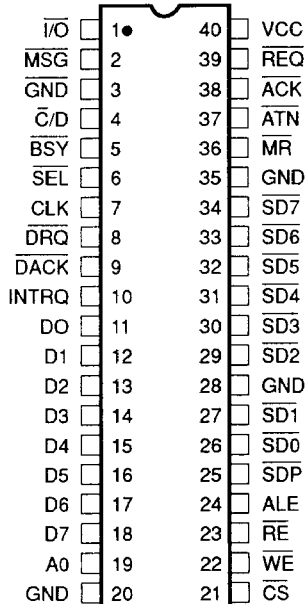 I/O 1● 40 VCC
MSG 2 39 REQ
GND 3 38 ACK
C/D 4 37 ATN
BSY 5 36 MR
SEL 6 35 GND
CLK 7 34 SD7
DRQ 8 33 SD6
DACK 9 32 SD5
INTRQ 10 31 SD4
DO 11 30 SD3
D1 12 29 SD2
D2 13 28 GND
D3 14 27 SD1
D4 15 26 SD0
D5 16 25 SDP
D6 17 24 ALE
D7 18 23 RE
A0 19 22 WE
GND 20 21 CS